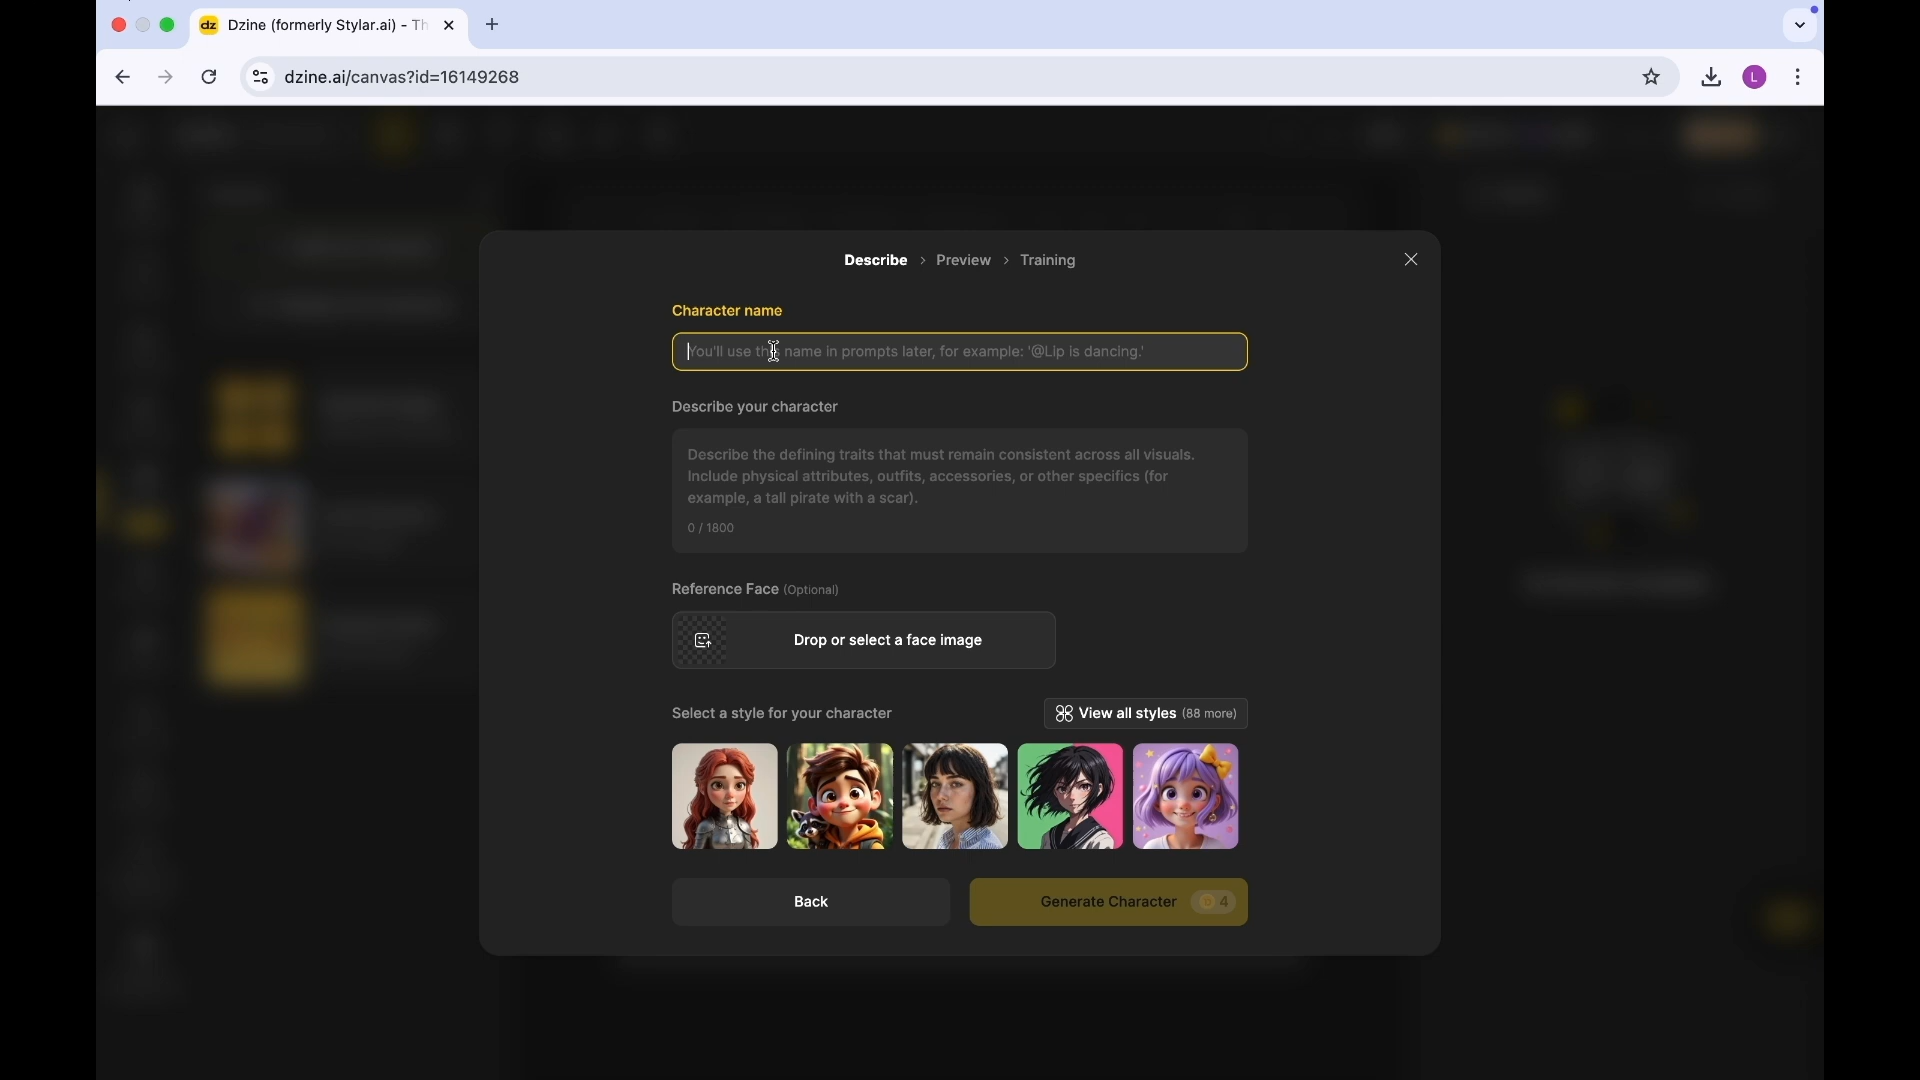 dz Dzine (formerly Stylar.ai) - Th
dzine.ai/canvas?id=16149268
L
Describe > Preview > Training
Character name
You'll use this name in prompts later, for example: '@Lip is dancing.'
Describe your character
Describe the defining traits that must remain consistent across all visuals.
Include physical attributes, outfits, accessories, or other specifics (for
example, a tall pirate with a scar).
0 / 1800
Reference Face (Optional)
Drop or select a face image
Select a style for your character
View all styles (88 more)
Back
Generate Character 4